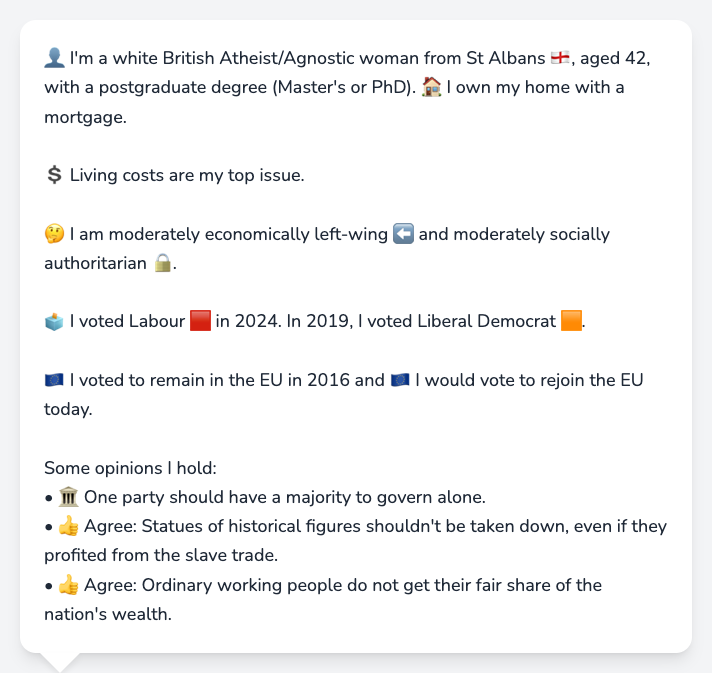 👤 I'm a white British Atheist/Agnostic woman from St Albans 🏴󠁧󠁢󠁥󠁮󠁧󠁿, aged 42,
with a postgraduate degree (Master's or PhD). 🏠 I own my home with a
mortgage.
💲 Living costs are my top issue.
🤔 I am moderately economically left-wing ⬅️ and moderately socially
authoritarian 🔒.
🗳️ I voted Labour 🟥 in 2024. In 2019, I voted Liberal Democrat 🟧.
🇪🇺 I voted to remain in the EU in 2016 and 🇪🇺 I would vote to rejoin the EU
today.
Some opinions I hold:
• 🏛️ One party should have a majority to govern alone.
• 👍 Agree: Statues of historical figures shouldn't be taken down, even if they
profited from the slave trade.
• 👍 Agree: Ordinary working people do not get their fair share of the
nation's wealth.